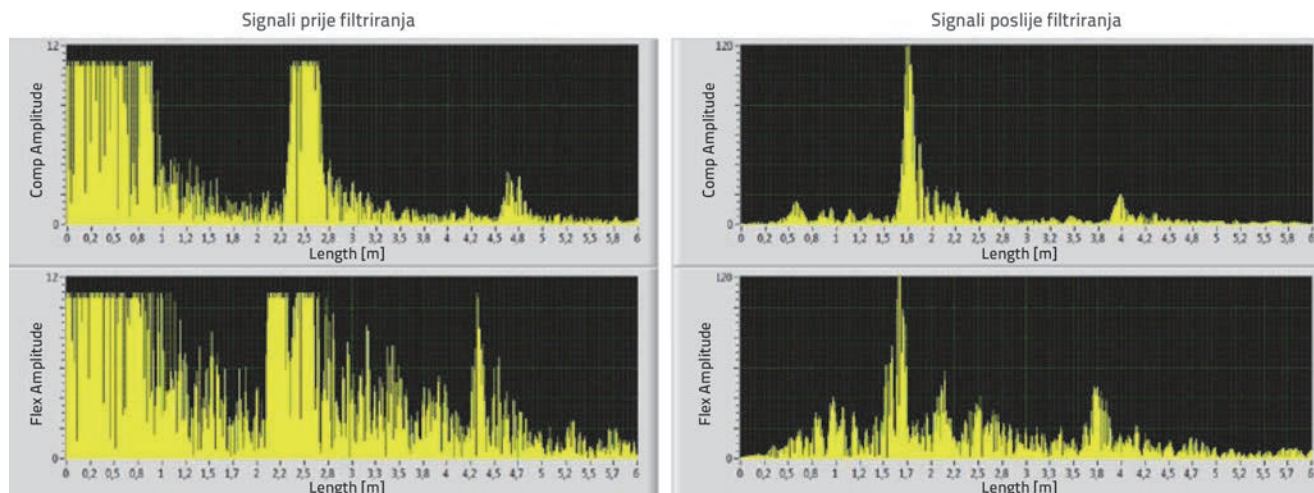 Signali prije filtriranja
12
Comp Amplitude
0
0 0,2 0,5 0,8 1 1,2 1,5 1,8 2 2,2 2,5 2,8 3 3,2 3,5 3,8 4 4,2 4,5 4,8 5 5,2 5,5 5,8 6
Length [m]
12
Flex Amplitude
0
0 0,2 0,5 0,8 1 1,2 1,5 1,8 2 2,2 2,5 2,8 3 3,2 3,5 3,8 4 4,2 4,5 4,8 5 5,2 5,5 5,8 6
Length [m]
Signali poslije filtriranja
120
Comp Amplitude
0
0 0,2 0,5 0,8 1 1,2 1,5 1,8 2 2,2 2,5 2,8 3 3,2 3,5 3,8 4 4,2 4,5 4,8 5 5,2 5,5 5,8 6
Length [m]
120
Flex Amplitude
0
0 0,2 0,5 0,8 1 1,2 1,5 1,7 2 2,2 2,5 2,7 3 3,2 3,5 3,8 4 4,2 4,5 4,7 5 5,2 5,5 5,7 6
Length [m]